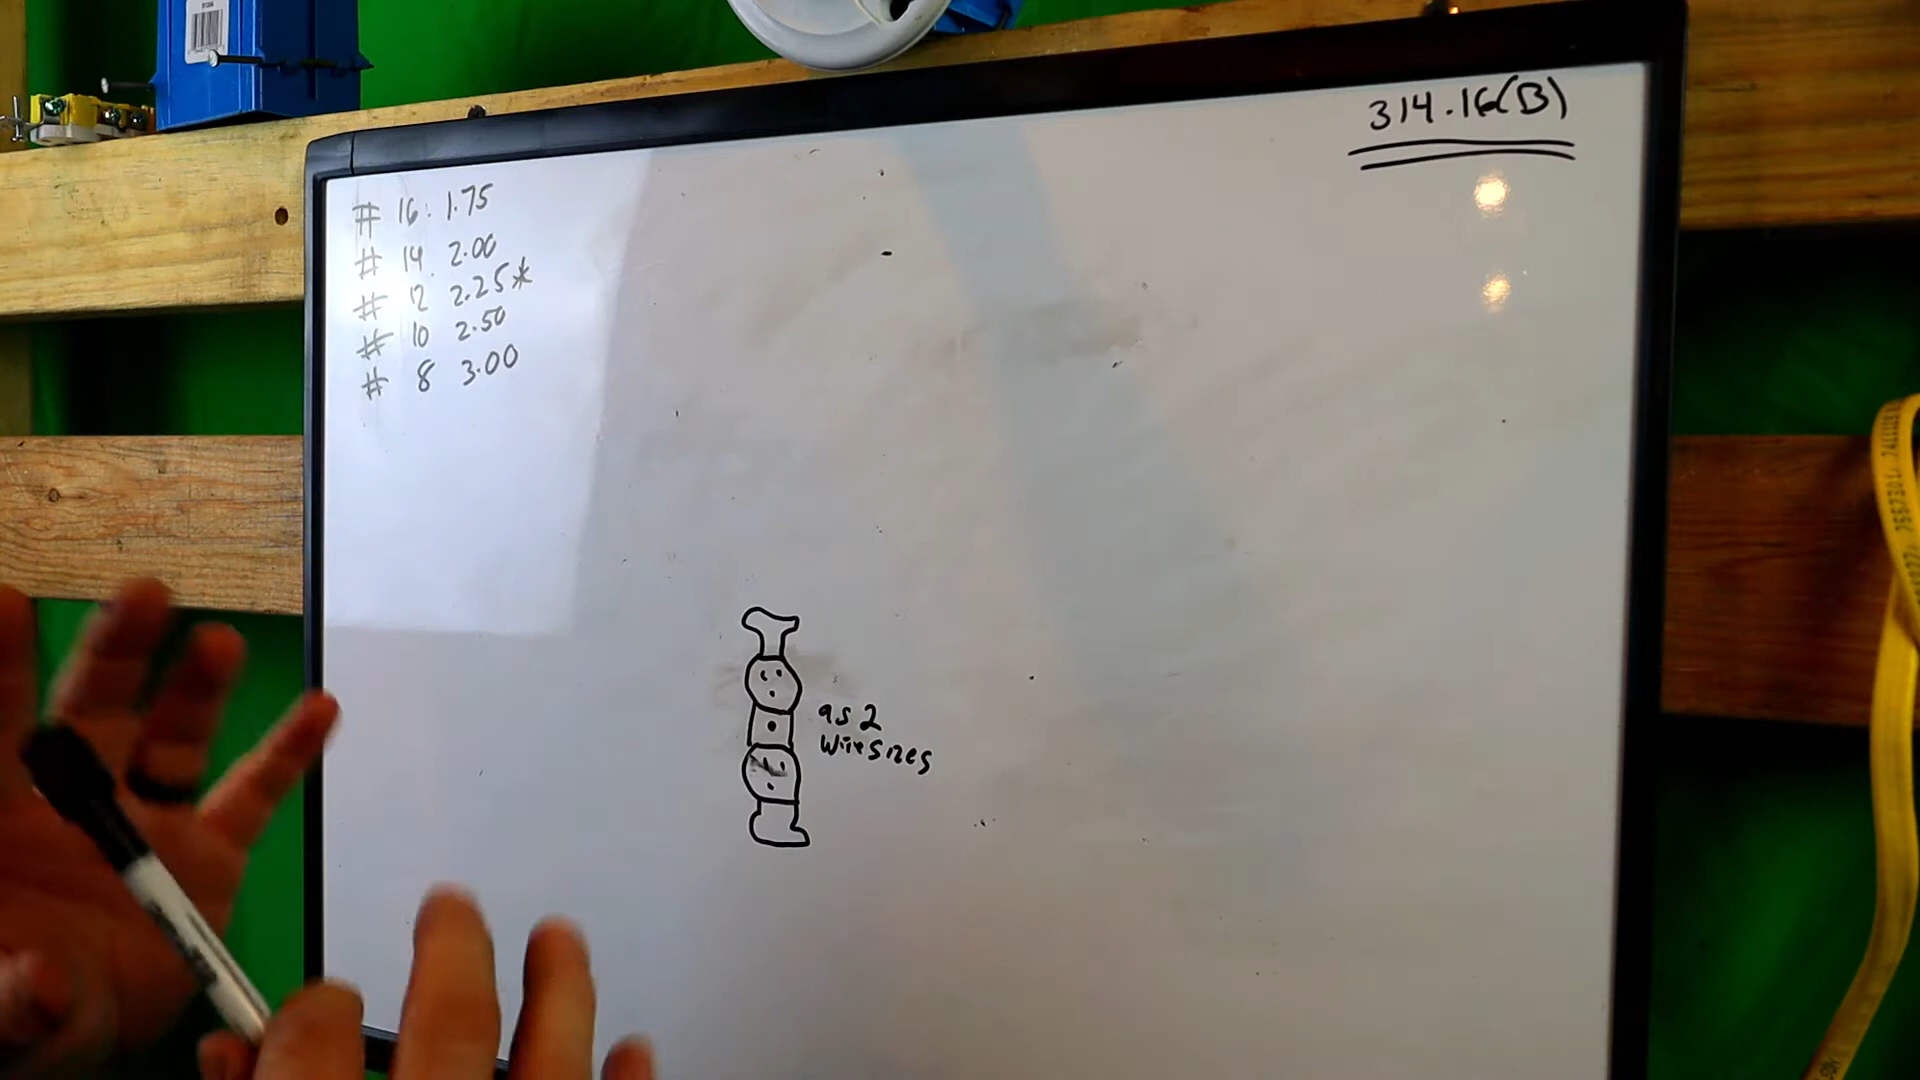 314.16(B)
# 16 1.75
# 14 2.00
# 12 2.25*
# 10 2.50
# 8 3.00
as 2
wire sizes